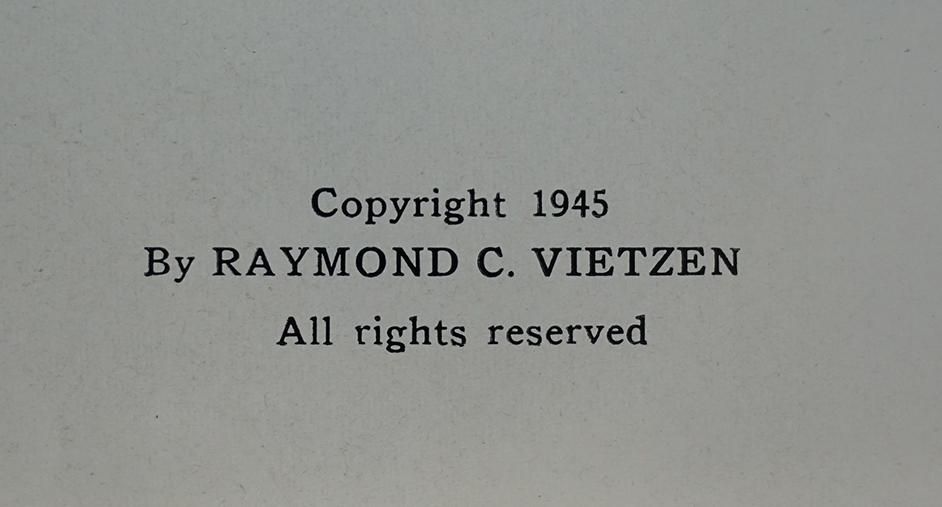 Copyright 1945
By RAYMOND C. VIETZEN
All rights reserved